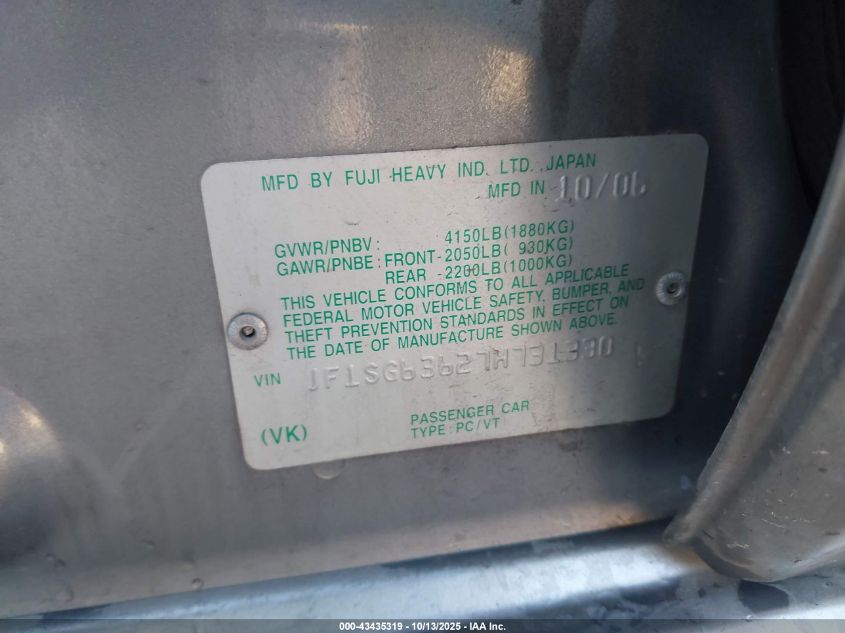 MFD BY FUJI HEAVY IND. LTD. ,JAPAN
MFD IN 10/06
GVWR/PNBV : 4150LB(1880KG)
GAWR/PNBE : FRONT-2050LB( 930KG)
REAR -2200LB(1000KG)
THIS VEHICLE CONFORMS TO ALL APPLICABLE
FEDERAL MOTOR VEHICLE SAFETY, BUMPER, AND
THEFT PREVENTION STANDARDS IN EFFECT ON
THE DATE OF MANUFACTURE SHOWN ABOVE.
VIN JF1SG63627H731330
(VK) PASSENGER CAR
TYPE : PC/VT
000-43435319 - 10/13/2025 - IAA Inc.